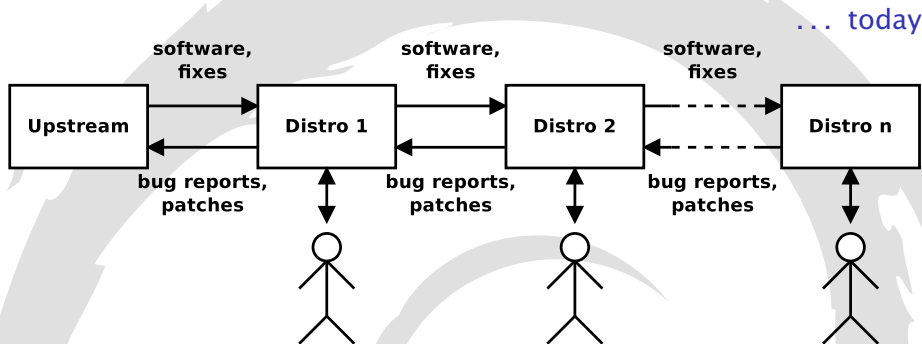 ... today
software,
fixes
software,
fixes
software,
fixes
Upstream
Distro 1
Distro 2
Distro n
bug reports,
patches
bug reports,
patches
bug reports,
patches